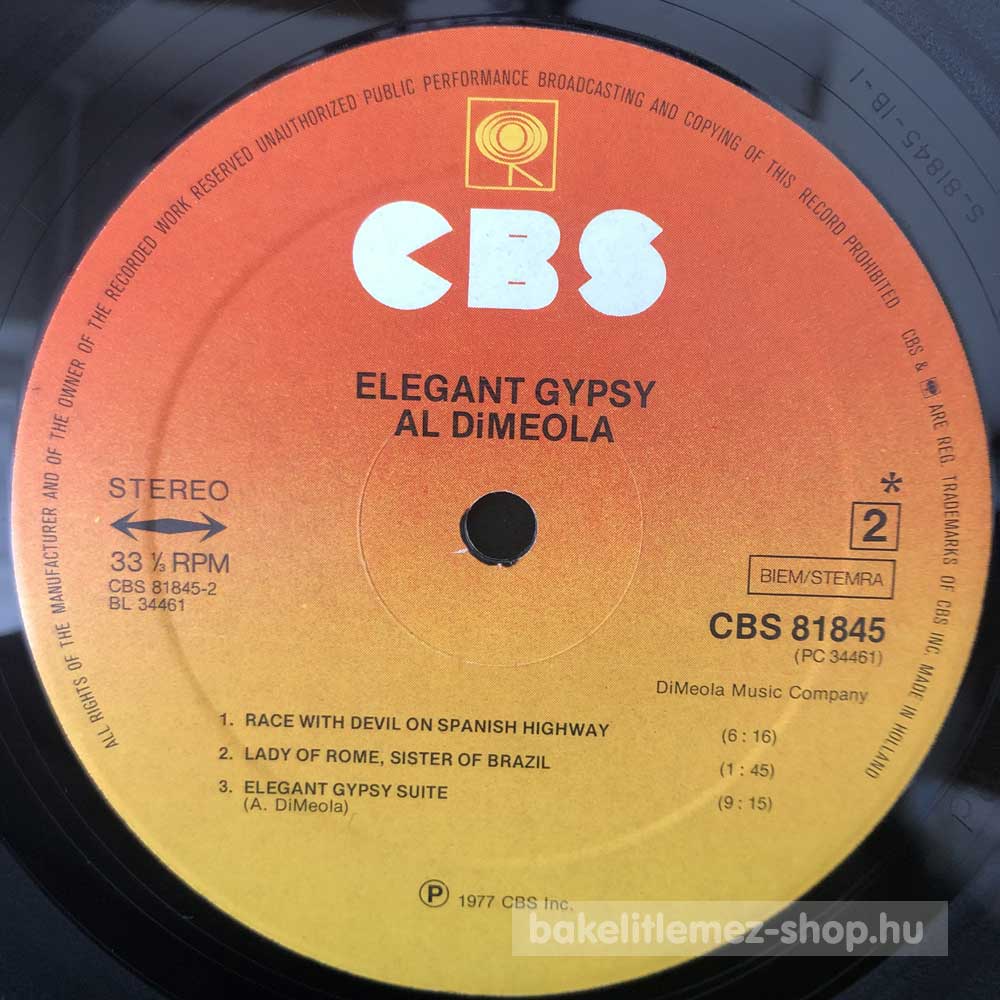 ALL RIGHTS OF THE MANUFACTURER AND OF THE OWNER OF THE RECORDED WORK RESERVED UNAUTHORIZED PUBLIC PERFORMANCE BROADCASTING AND COPYING OF THIS RECORD PROHIBITED
CBS & ARE REG. TRADEMARKS OF CBS INC. MADE IN HOLLAND
S-81845-1B-1
CBS
ELEGANT GYPSY
AL DiMEOLA
STEREO
33 ⅓ RPM
CBS 81845-2
BL 34461
*
2
BIEM/STEMRA
CBS 81845
(PC 34461)
DiMeola Music Company
1. RACE WITH DEVIL ON SPANISH HIGHWAY (6 : 16)
2. LADY OF ROME, SISTER OF BRAZIL (1 : 45)
3. ELEGANT GYPSY SUITE (9 : 15)
(A. DiMeola)
Ⓟ 1977 CBS Inc.
bakelitlemez-shop.hu